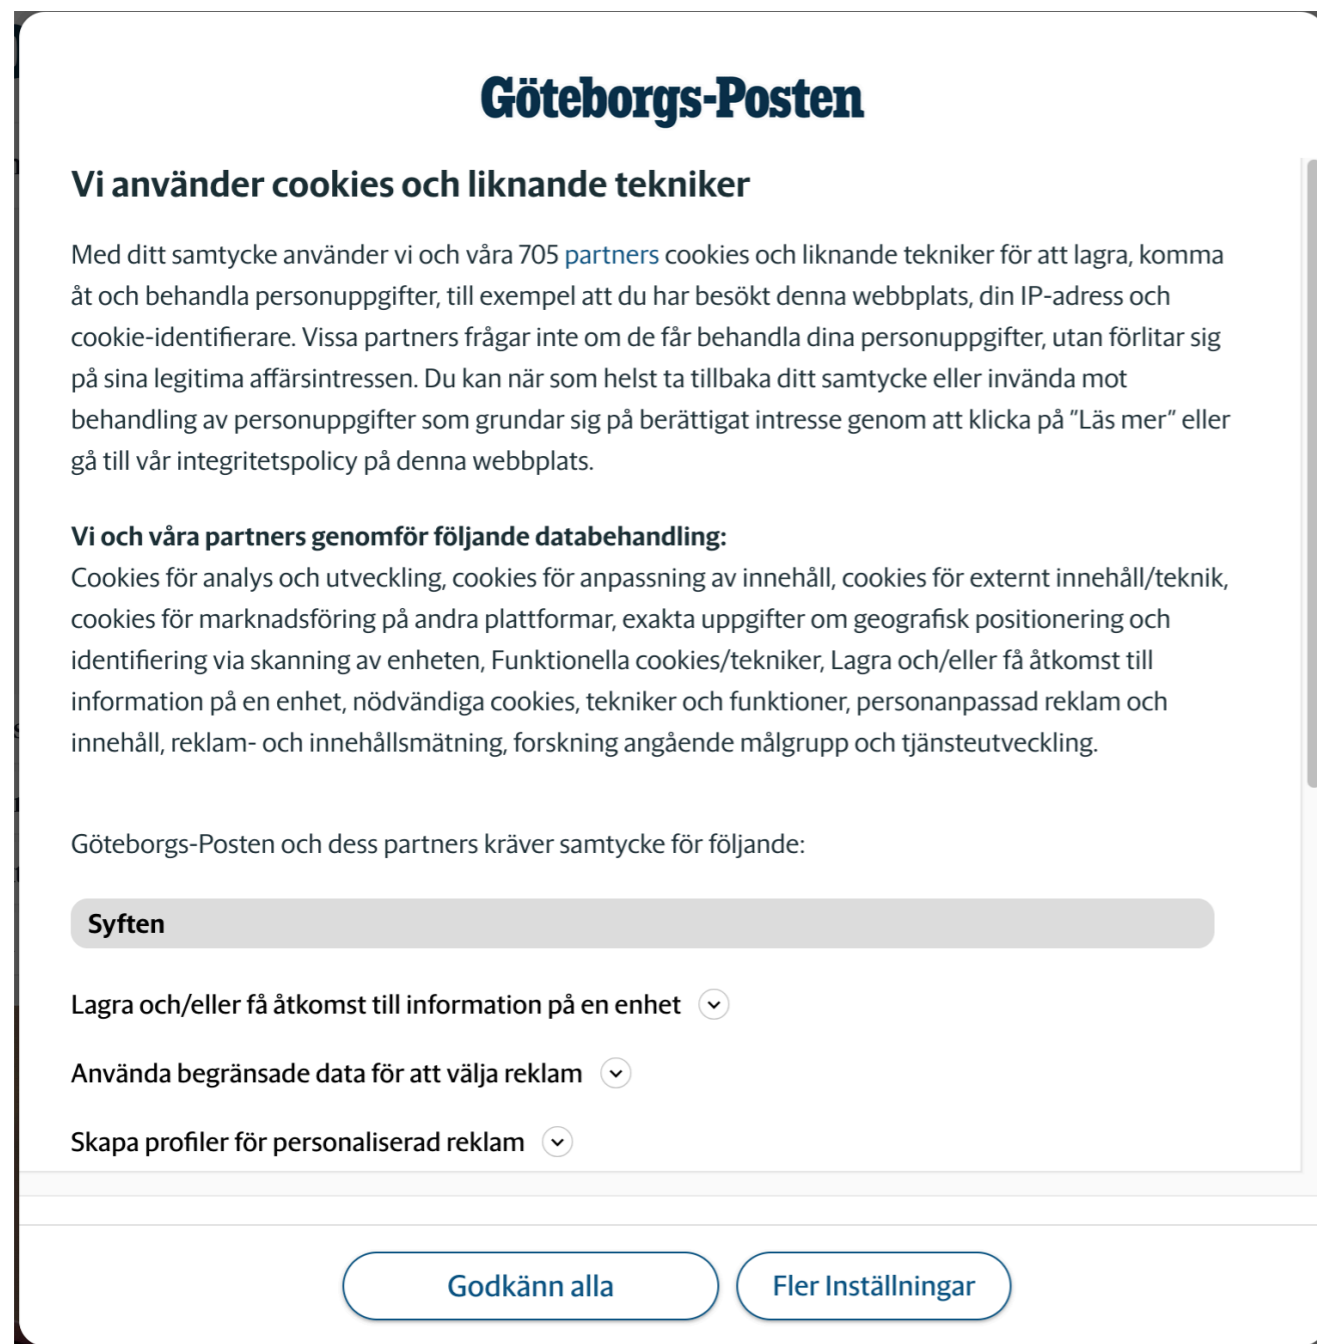 Göteborgs-Posten
Vi använder cookies och liknande tekniker
Med ditt samtycke använder vi och våra 705 partners cookies och liknande tekniker för att lagra, komma
åt och behandla personuppgifter, till exempel att du har besökt denna webbplats, din IP-adress och
cookie-identifierare. Vissa partners frågar inte om de får behandla dina personuppgifter, utan förlitar sig
på sina legitima affärsintressen. Du kan när som helst ta tillbaka ditt samtycke eller invända mot
behandling av personuppgifter som grundar sig på berättigat intresse genom att klicka på ”Läs mer” eller
gå till vår integritetspolicy på denna webbplats.
Vi och våra partners genomför följande databehandling:
Cookies för analys och utveckling, cookies för anpassning av innehåll, cookies för externt innehåll/teknik,
cookies för marknadsföring på andra plattformar, exakta uppgifter om geografisk positionering och
identifiering via skanning av enheten, Funktionella cookies/tekniker, Lagra och/eller få åtkomst till
information på en enhet, nödvändiga cookies, tekniker och funktioner, personanpassad reklam och
innehåll, reklam- och innehållsmätning, forskning angående målgrupp och tjänsteutveckling.
Göteborgs-Posten och dess partners kräver samtycke för följande:
Syften
Lagra och/eller få åtkomst till information på en enhet
Använda begränsade data för att välja reklam
Skapa profiler för personaliserad reklam
Godkänn alla
Fler Inställningar